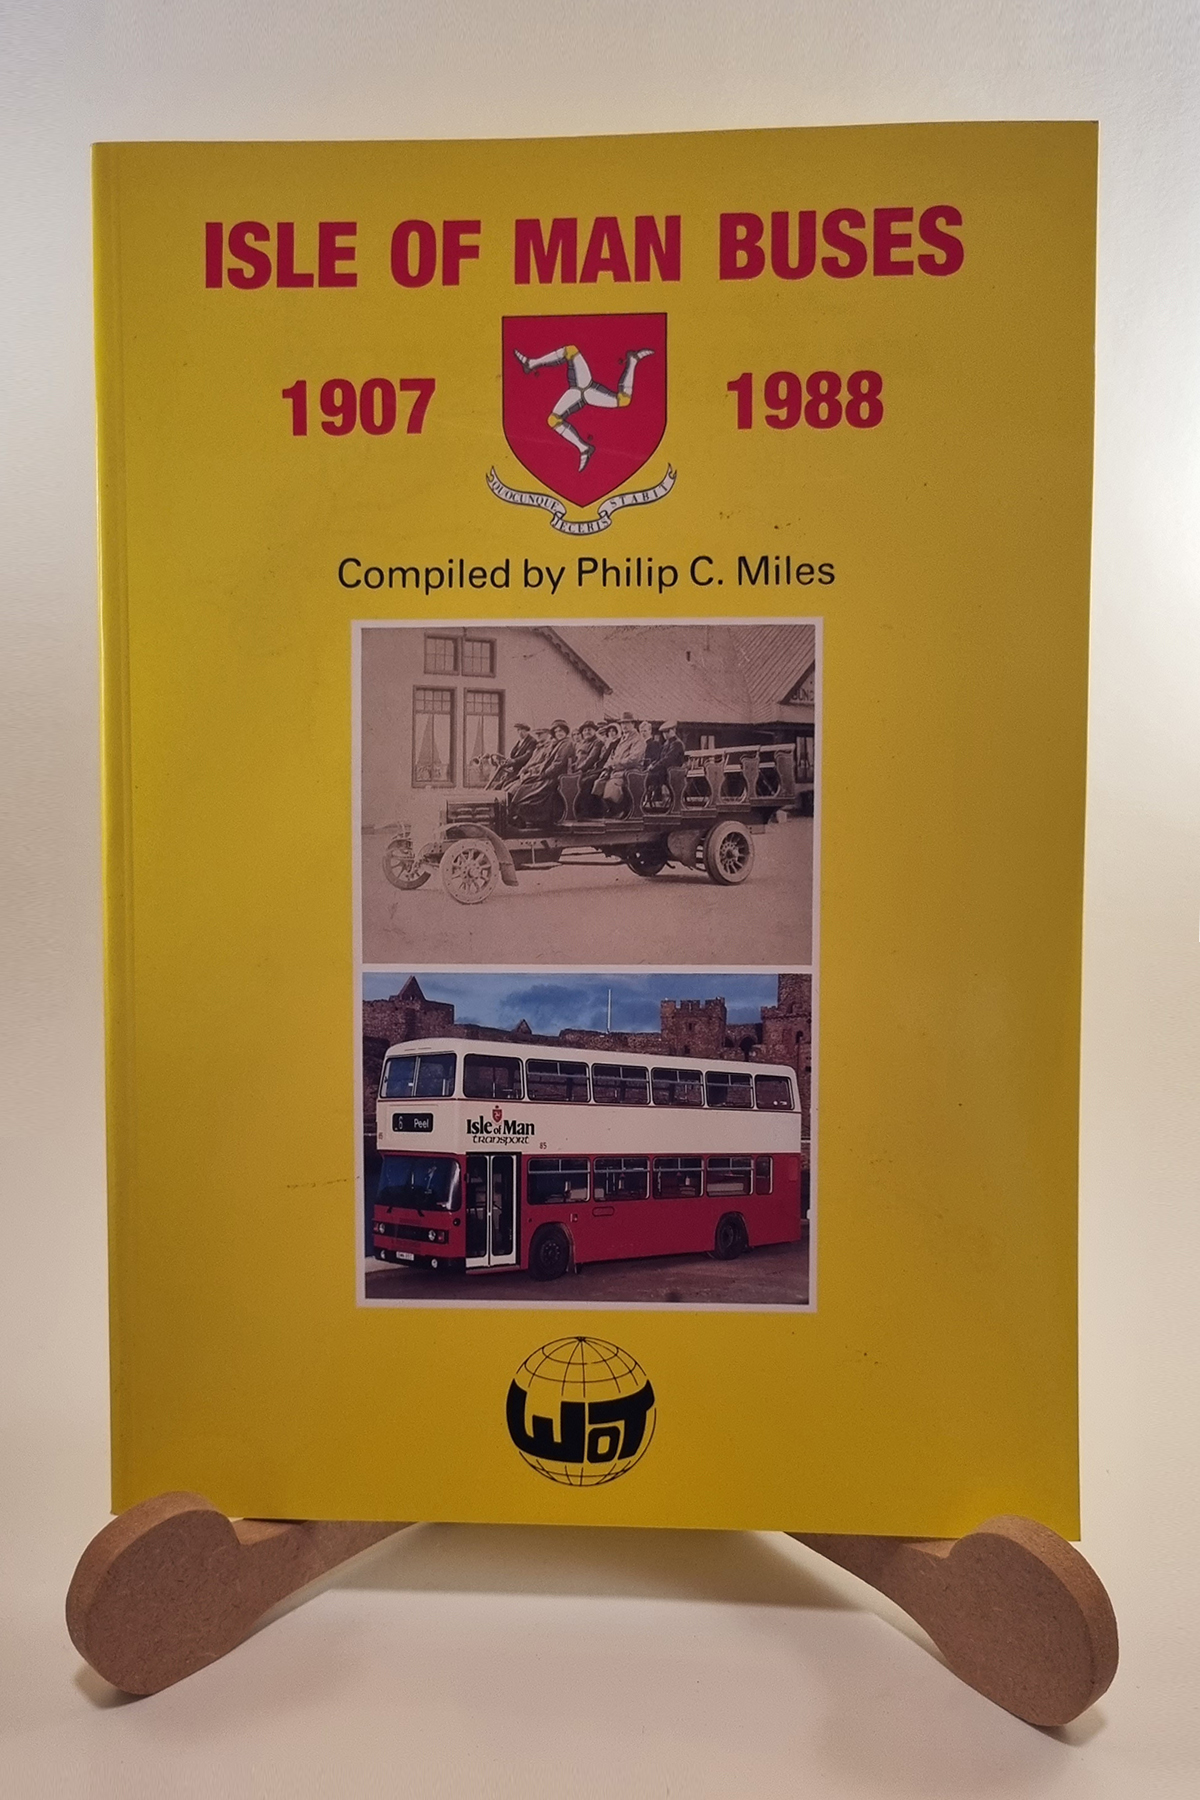 ISLE OF MAN BUSES
1907 1988
QUOCUNQUE
JECERIS
STABIT
Compiled by Philip C. Miles
6 Peel
Isle of Man
transport
85
WOT